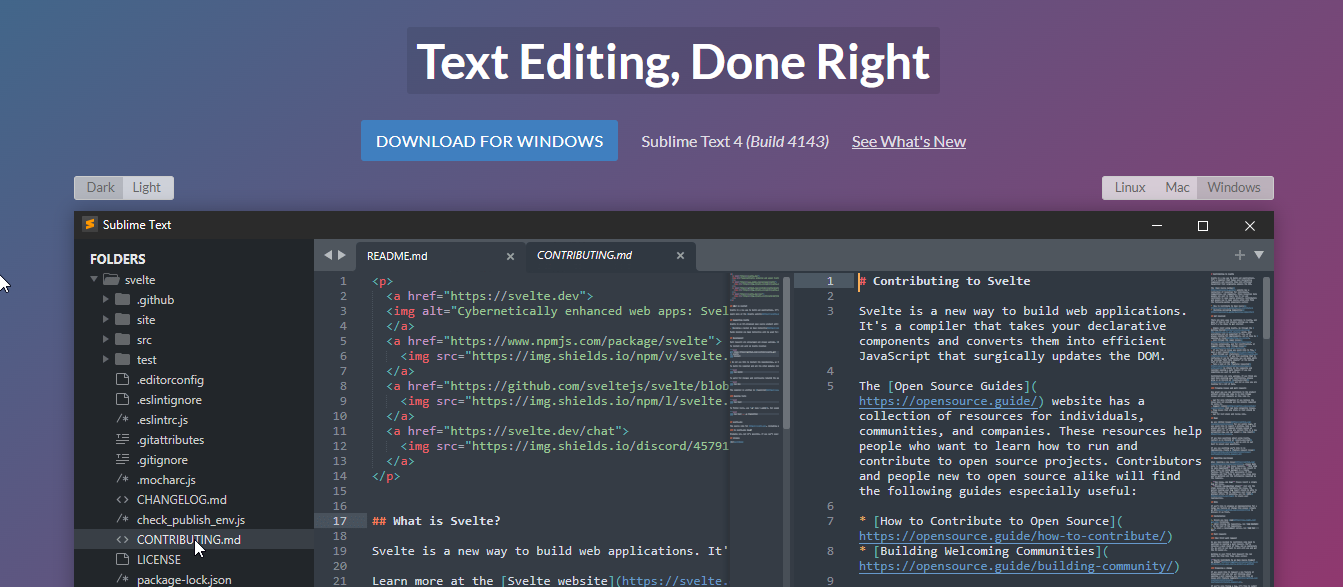 Text Editing, Done Right
DOWNLOAD FOR WINDOWS
Sublime Text 4 (Build 4143)
See What's New
Dark Light
Linux Mac Windows
Sublime Text
FOLDERS
svelte
.github
site
src
test
.editorconfig
.eslintignore
.eslintrc.js
.gitattributes
.gitignore
.mocharc.js
CHANGELOG.md
check_publish_env.js
CONTRIBUTING.md
LICENSE
package-lock.json
README.md
CONTRIBUTING.md
1 <p>
2 <a href="https://svelte.dev">
3 <img alt="Cybernetically enhanced web apps: Svel
4 </a>
5 <a href="https://www.npmjs.com/package/svelte">
6 <img src="https://img.shields.io/npm/v/svelte.
7 </a>
8 <a href="https://github.com/sveltejs/svelte/blob
9 <img src="https://img.shields.io/npm/l/svelte.
10 </a>
11 <a href="https://svelte.dev/chat">
12 <img src="https://img.shields.io/discord/45791
13 </a>
14 </p>
15
16
17 ## What is Svelte?
18
19 Svelte is a new way to build web applications. It'
20
21 Learn more at the [Svelte website](https://svelte.
1 # Contributing to Svelte
2
3 Svelte is a new way to build web applications.
It's a compiler that takes your declarative
components and converts them into efficient
JavaScript that surgically updates the DOM.
4
5 The [Open Source Guides](
https://opensource.guide/) website has a
collection of resources for individuals,
communities, and companies. These resources help
people who want to learn how to run and
contribute to open source projects. Contributors
and people new to open source alike will find
the following guides especially useful:
6
7 * [How to Contribute to Open Source](
https://opensource.guide/how-to-contribute/)
8 * [Building Welcoming Communities](
https://opensource.guide/building-community/)
9